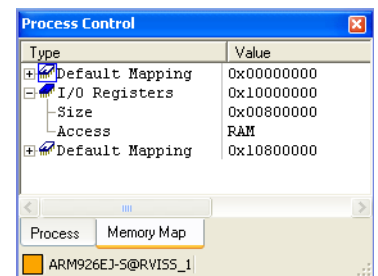 Process Control
Type Value
Default Mapping 0x00000000
I/O Registers 0x10000000
Size 0x00800000
Access RAM
Default Mapping 0x10800000
Process Memory Map
ARM926EJ-S@RVISS_1